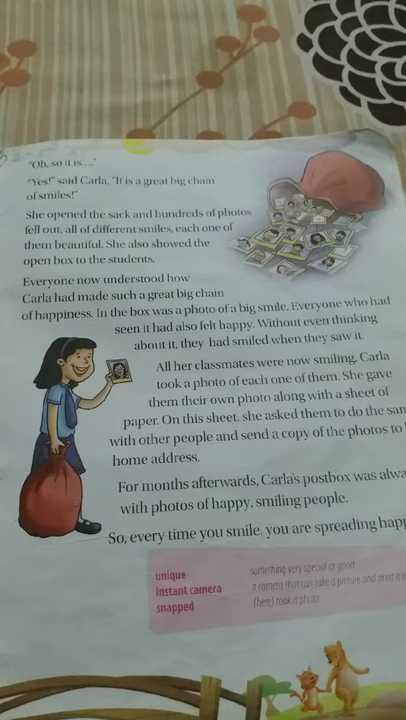 "Oh, so it is...."
"Yes!" said Carla, "It is a great big chain
of smiles!"
She opened the sack and hundreds of photos
fell out, all of different smiles, each one of
them beautiful. She also showed the
open box to the students.
Everyone now understood how
Carla had made such a great big chain
of happiness. In the box was a photo of a big smile. Everyone who had
seen it had also felt happy. Without even thinking
about it, they had smiled when they saw it.
All her classmates were now smiling. Carla
took a photo of each one of them. She gave
them their own photo along with a sheet of
paper. On this sheet, she asked them to do the
with other people and send a copy of the photos to
home address.
For months afterwards, Carla's postbox was
with photos of happy, smiling people.
So, every time you smile, you are spreading
unique something very special or good
instant camera a camera that can take a picture and print it
snapped (here) took a photo